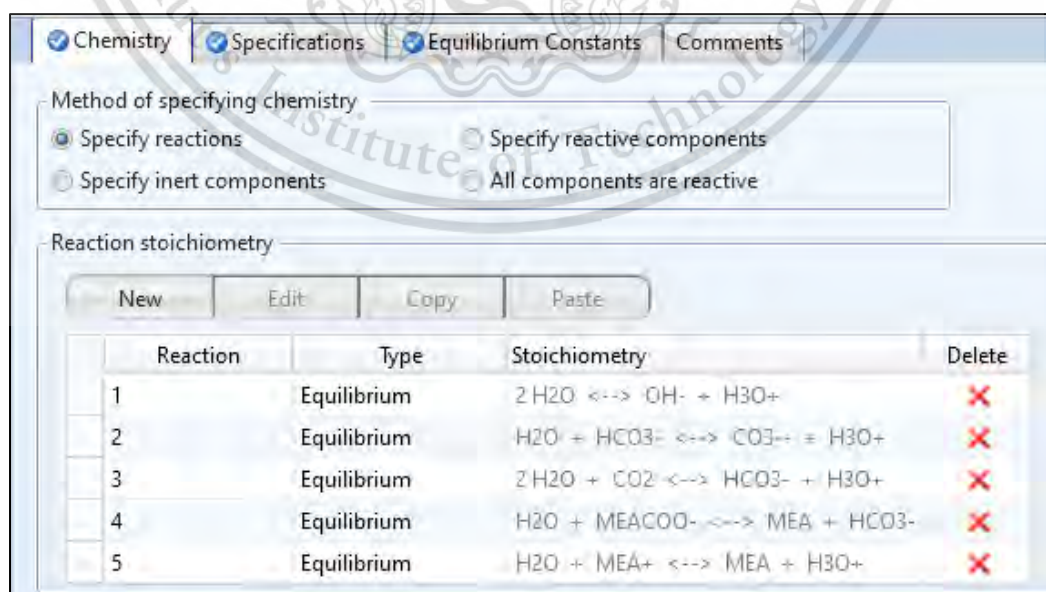 Chemistry Specifications Equilibrium Constants Comments
Institute of Technology
Method of specifying chemistry
Specify reactions Specify reactive components
Specify inert components All components are reactive
Reaction stoichiometry
New Edit Copy Paste
Reaction Type Stoichiometry Delete
1 Equilibrium 2 H2O <--> OH- + H3O+
2 Equilibrium H2O + HCO3- <--> CO3-- + H3O+
3 Equilibrium 2 H2O + CO2 <--> HCO3- + H3O+
4 Equilibrium H2O + MEACOO- <--> MEA + HCO3-
5 Equilibrium H2O + MEA+ <--> MEA + H3O+